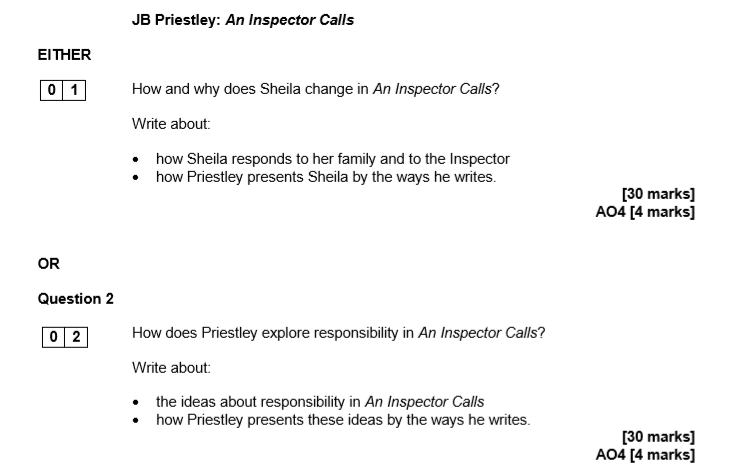 JB Priestley: An Inspector Calls
EITHER
0 1 How and why does Sheila change in An Inspector Calls?
Write about:
• how Sheila responds to her family and to the Inspector
• how Priestley presents Sheila by the ways he writes.
[30 marks]
AO4 [4 marks]
OR
Question 2
0 2 How does Priestley explore responsibility in An Inspector Calls?
Write about:
• the ideas about responsibility in An Inspector Calls
• how Priestley presents these ideas by the ways he writes.
[30 marks]
AO4 [4 marks]